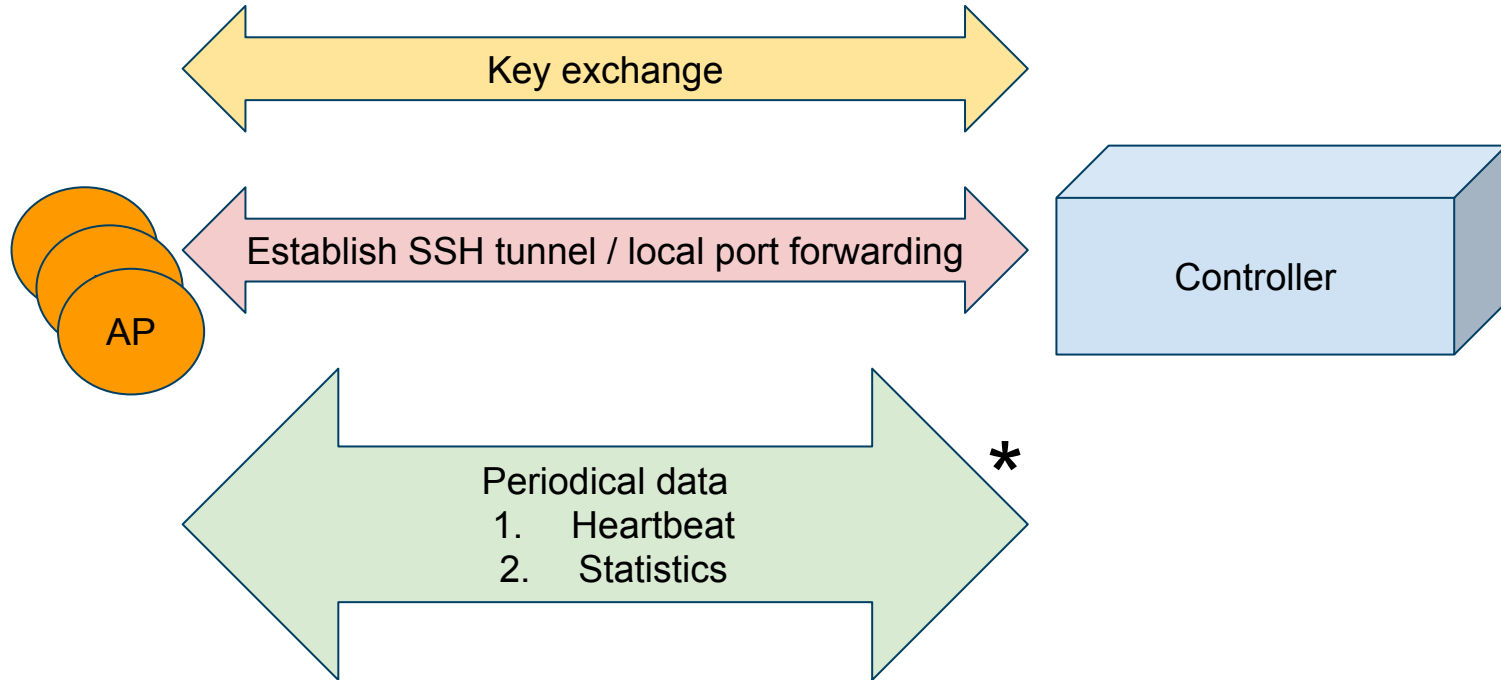 Key exchange
Establish SSH tunnel / local port forwarding
Controller
AP
*
Periodical data
1. Heartbeat
2. Statistics